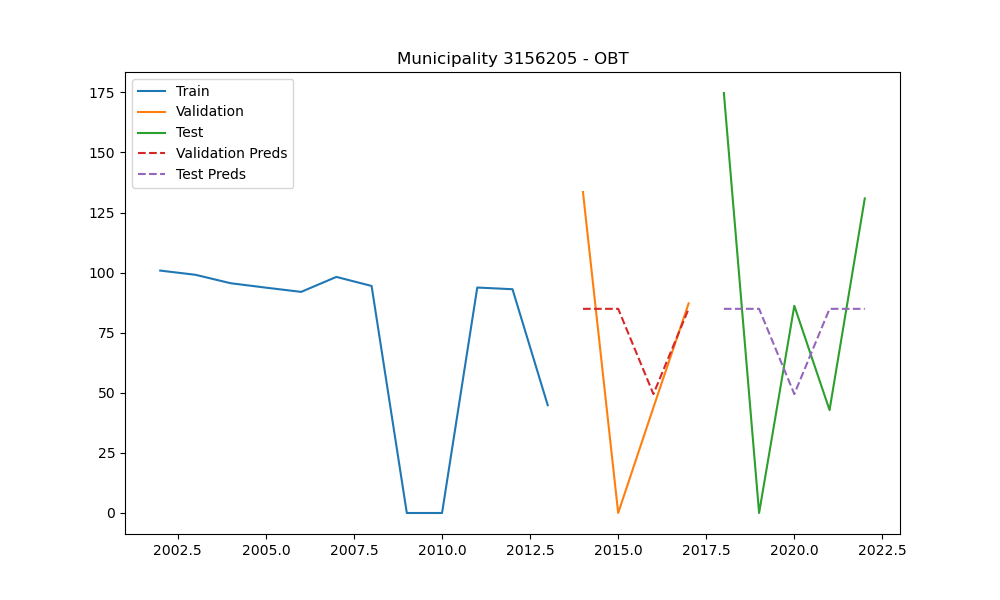 Municipality 3156205 - OBT
Train
Validation
Test
Validation Preds
Test Preds
175
150
125
100
75
50
25
0
2002.5 2005.0 2007.5 2010.0 2012.5 2015.0 2017.5 2020.0 2022.5